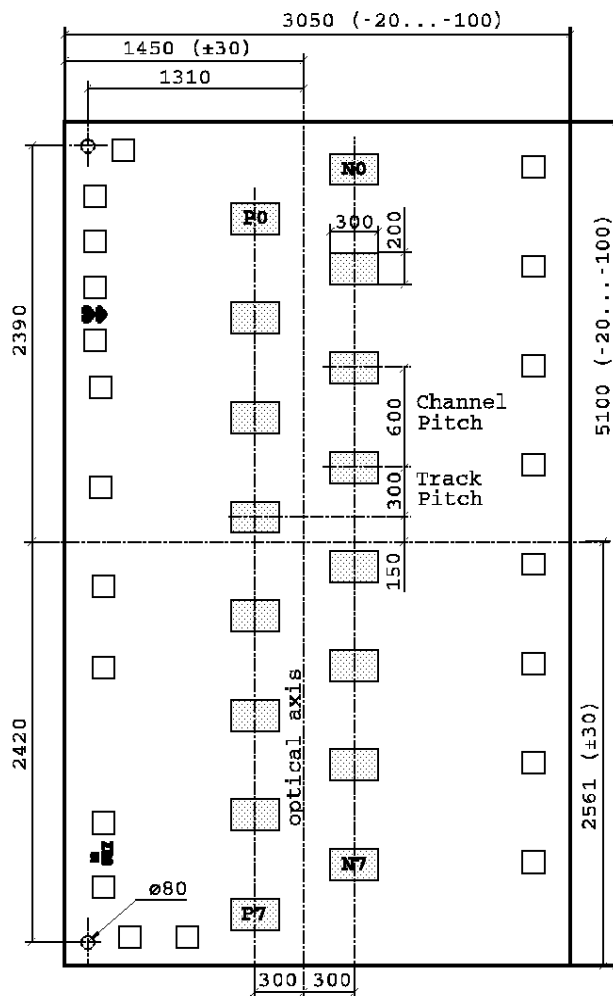 3050 (-20...-100)
1450 (±30)
1310
N0
P0
300
200
2390
5100 (-20...-100)
600
Channel
Pitch
300
Track
Pitch
150
optical axis
2420
2561 (±30)
N7
ø80
P7
300
300